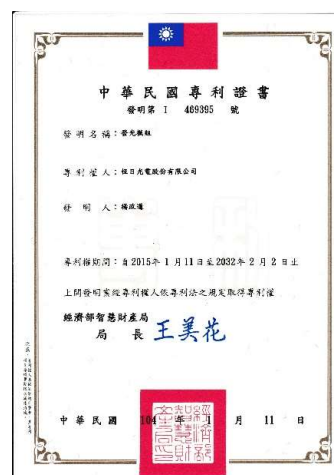 中華民國專利證書
發明第 I 469395 號
發明名稱：發光模組
專利權人：恒日光電股份有限公司
發明人：楊政遠
專利權期間：自2015年1月11日至2032年2月2日止
上開發明業經專利權人依專利法之規定取得專利權
經濟部智慧財產局
局長 王美花
中華民國 104 年 1 月 11 日